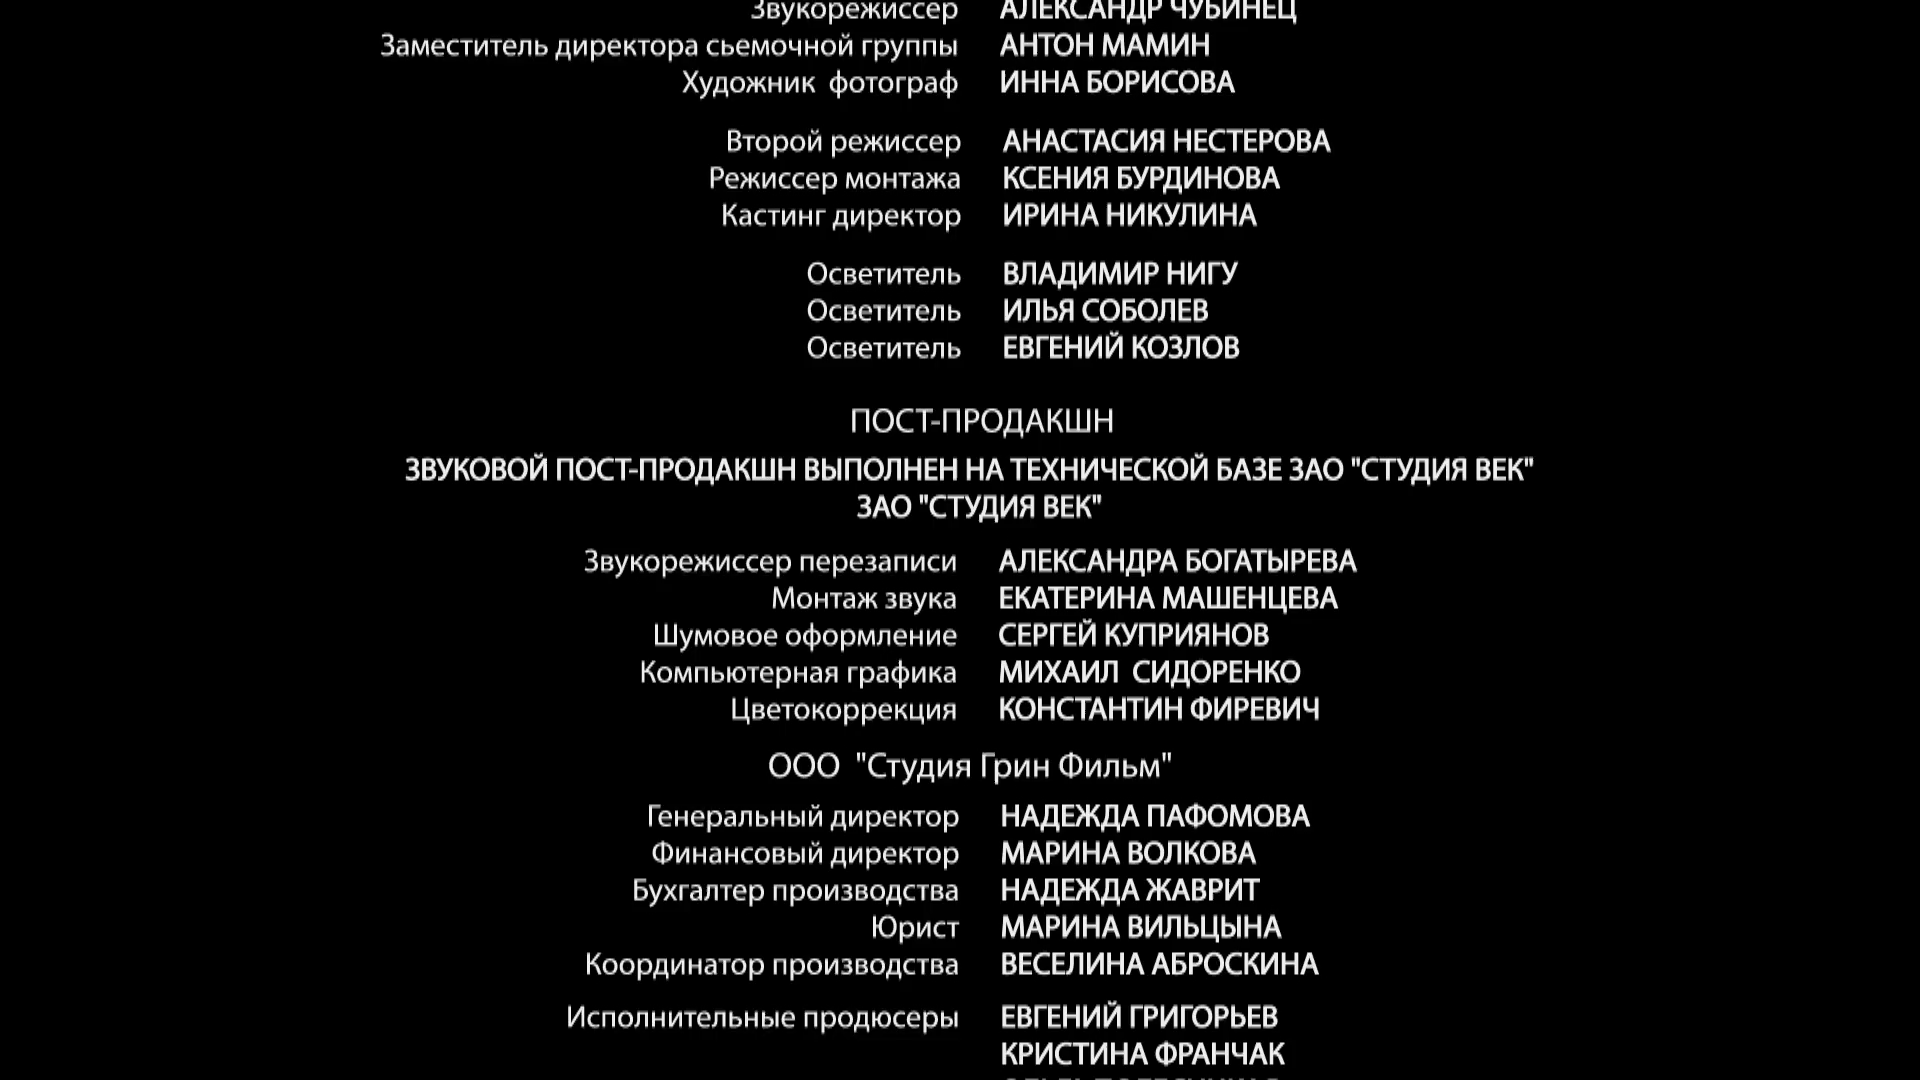 Звукорежиссер АЛЕКСАНДР ЧУБИНЕЦ
Заместитель директора сьемочной группы АНТОН МАМИН
Художник фотограф ИННА БОРИСОВА
Второй режиссер АНАСТАСИЯ НЕСТЕРОВА
Режиссер монтажа КСЕНИЯ БУРДИНОВА
Кастинг директор ИРИНА НИКУЛИНА
Осветитель ВЛАДИМИР НИГУ
Осветитель ИЛЬЯ СОБОЛЕВ
Осветитель ЕВГЕНИЙ КОЗЛОВ
ПОСТ-ПРОДАКШН
ЗВУКОВОЙ ПОСТ-ПРОДАКШН ВЫПОЛНЕН НА ТЕХНИЧЕСКОЙ БАЗЕ ЗАО "СТУДИЯ ВЕК"
ЗАО "СТУДИЯ ВЕК"
Звукорежиссер перезаписи АЛЕКСАНДРА БОГАТЫРЕВА
Монтаж звука ЕКАТЕРИНА МАШЕНЦЕВА
Шумовое оформление СЕРГЕЙ КУПРИЯНОВ
Компьютерная графика МИХАИЛ СИДОРЕНКО
Цветокоррекция КОНСТАНТИН ФИРЕВИЧ
ООО "Студия Грин Фильм"
Генеральный директор НАДЕЖДА ПАФОМОВА
Финансовый директор МАРИНА ВОЛКОВА
Бухгалтер производства НАДЕЖДА ЖАВРИТ
Юрист МАРИНА ВИЛЬЦЫНА
Координатор производства ВЕСЕЛИНА АБРОСКИНА
Исполнительные продюсеры ЕВГЕНИЙ ГРИГОРЬЕВ
КРИСТИНА ФРАНЧАК